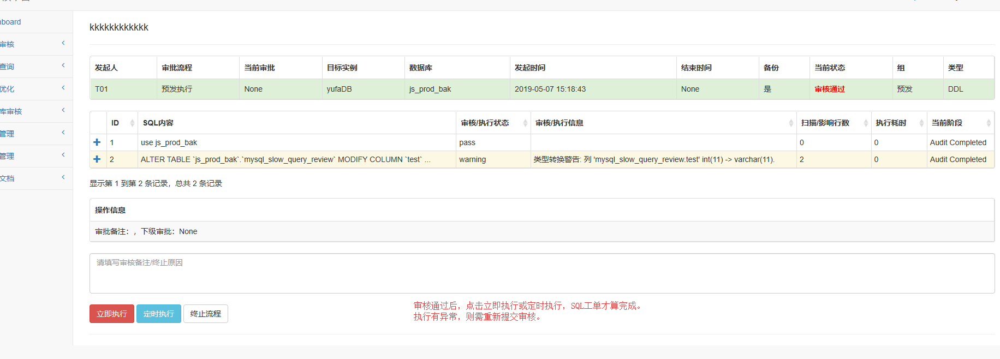 board
kkkkkkkkkkkk
审核
查询
优化
库审核
管理
管理
文档
发起人 审批流程 当前审批 目标实例 数据库 发起时间 结束时间 备份 当前状态 组 类型
T01 预发执行 None yufaDB js_prod_bak 2019-05-07 15:18:43 None 是 审核通过 预发 DDL
ID SQL内容 审核/执行状态 审核/执行信息 扫描/影响行数 执行耗时 当前阶段
1 use js_prod_bak pass 0 0 Audit Completed
2 ALTER TABLE `js_prod_bak`.`mysql_slow_query_review` MODIFY COLUMN `test` ... warning 类型转换警告: 列 'mysql_slow_query_review.test' int(11) -> varchar(11). 2 0 Audit Completed
显示第 1 到第 2 条记录，总共 2 条记录
操作信息
审批备注：，下级审批：None
请填写审核备注/终止原因
立即执行 定时执行 终止流程
审核通过后，点击立即执行或定时执行，SQL工单才算完成。
执行有异常，则需重新提交审核。